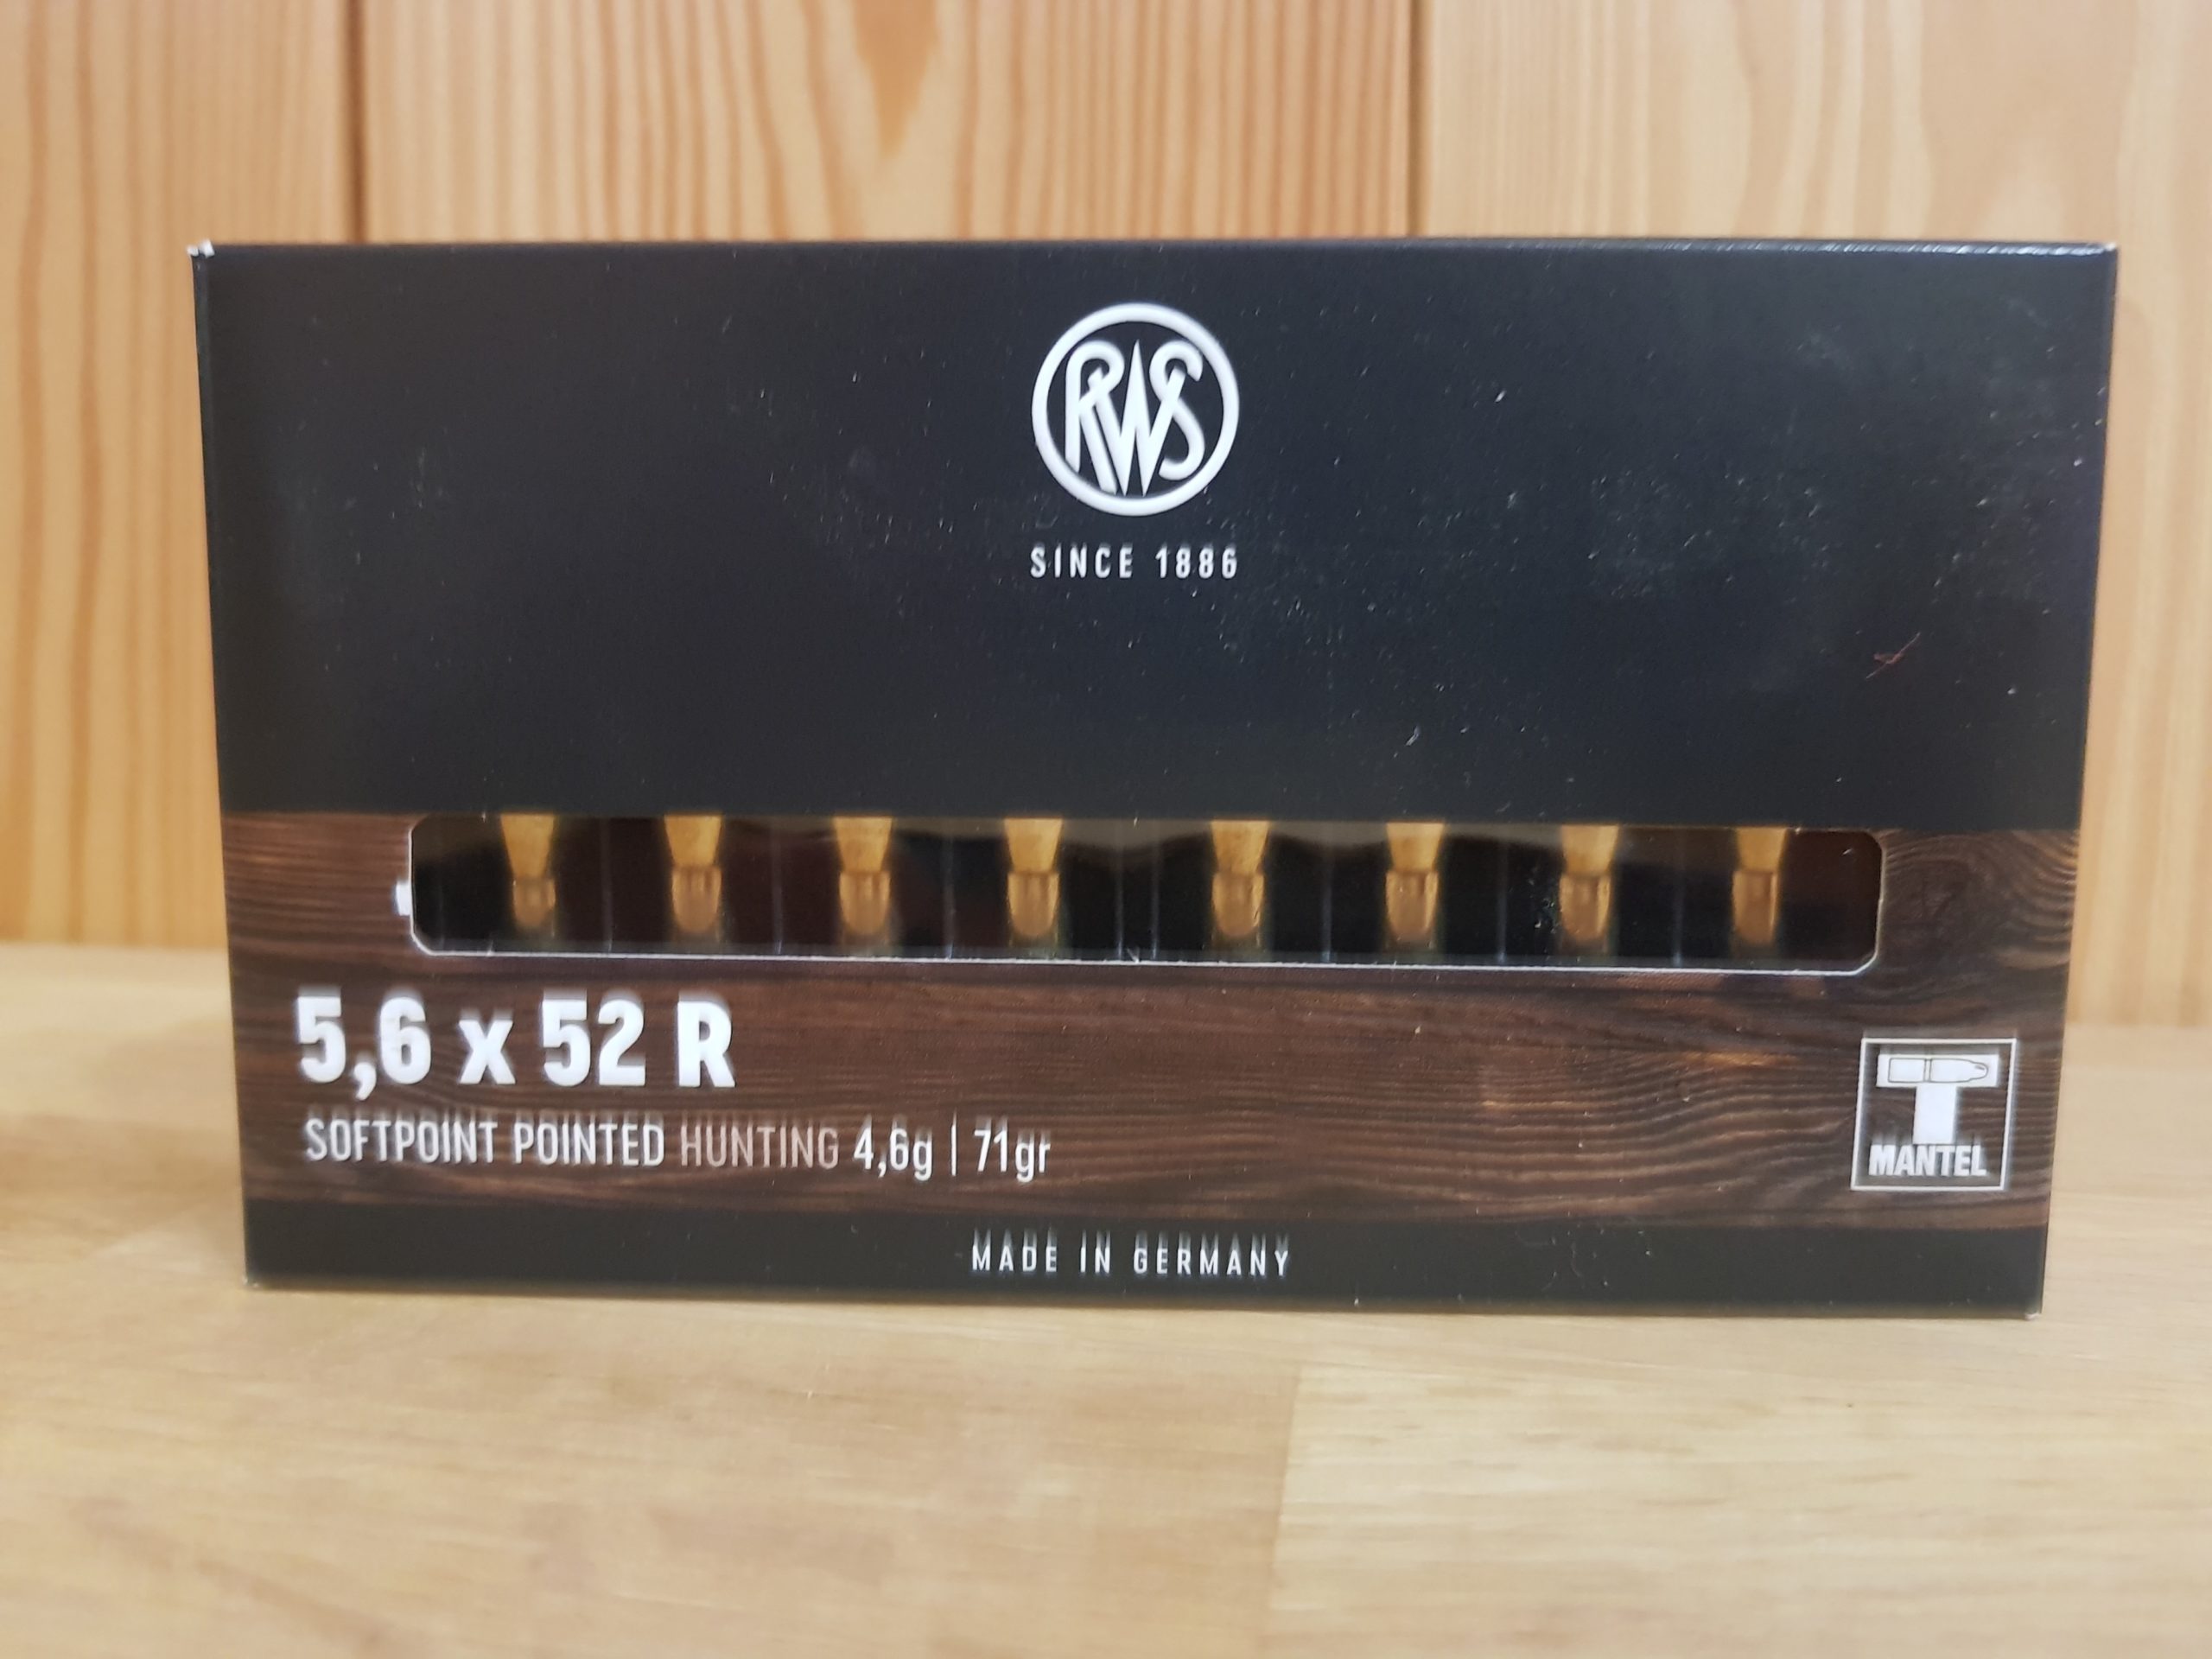 RWS
SINCE 1886
5,6 x 52 R
SOFTPOINT POINTED HUNTING 4,6g | 71gr
T
MANTEL
MADE IN GERMANY